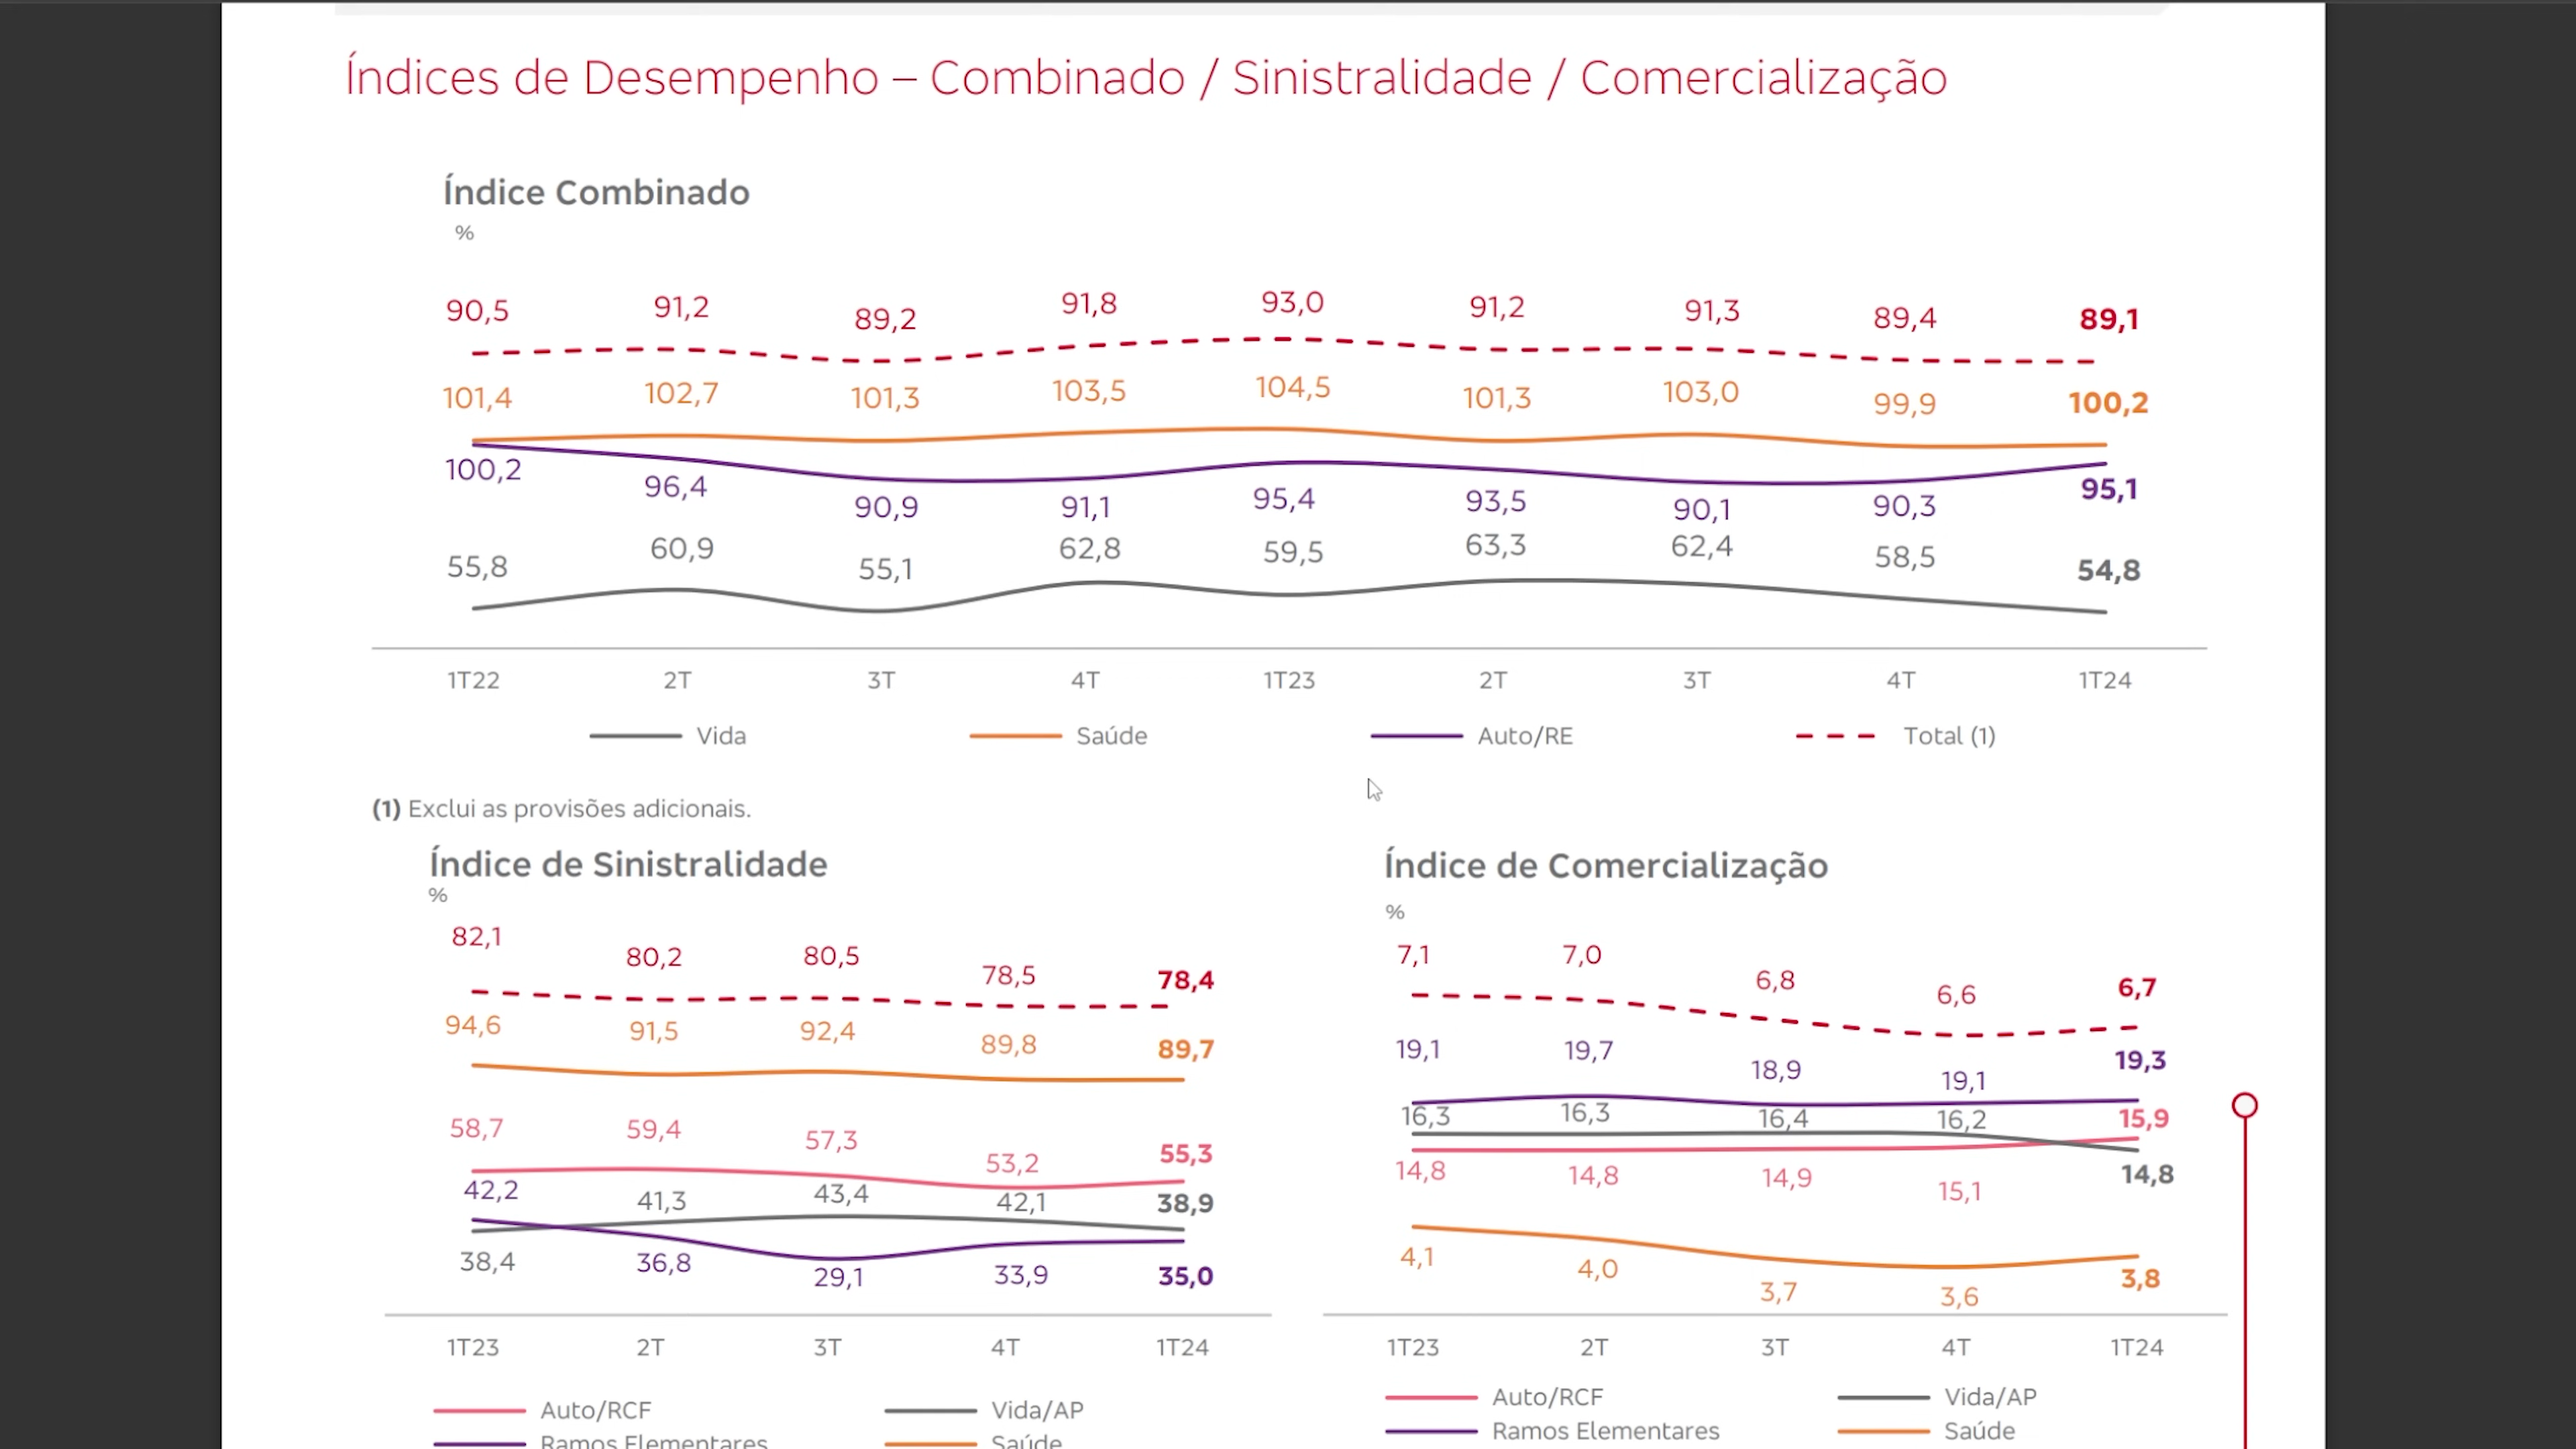 Índices de Desempenho – Combinado / Sinistralidade / Comercialização
Índice Combinado
%
90,5 91,2 89,2 91,8 93,0 91,2 91,3 89,4 89,1
101,4 102,7 101,3 103,5 104,5 101,3 103,0 99,9 100,2
100,2 96,4 90,9 91,1 95,4 93,5 90,1 90,3 95,1
55,8 60,9 55,1 62,8 59,5 63,3 62,4 58,5 54,8
1T22 2T 3T 4T 1T23 2T 3T 4T 1T24
Vida Saúde Auto/RE Total (1)
(1) Exclui as provisões adicionais.
Índice de Sinistralidade
%
82,1 80,2 80,5 78,5 78,4
94,6 91,5 92,4 89,8 89,7
58,7 59,4 57,3 53,2 55,3
42,2 41,3 43,4 42,1 38,9
38,4 36,8 29,1 33,9 35,0
1T23 2T 3T 4T 1T24
Auto/RCF Vida/AP
Ramos Elementares Saúde
Índice de Comercialização
%
7,1 7,0 6,8 6,6 6,7
19,1 19,7 18,9 19,1 19,3
16,3 16,3 16,4 16,2 15,9
14,8 14,8 14,9 15,1 14,8
4,1 4,0 3,7 3,6 3,8
1T23 2T 3T 4T 1T24
Auto/RCF Vida/AP
Ramos Elementares Saúde